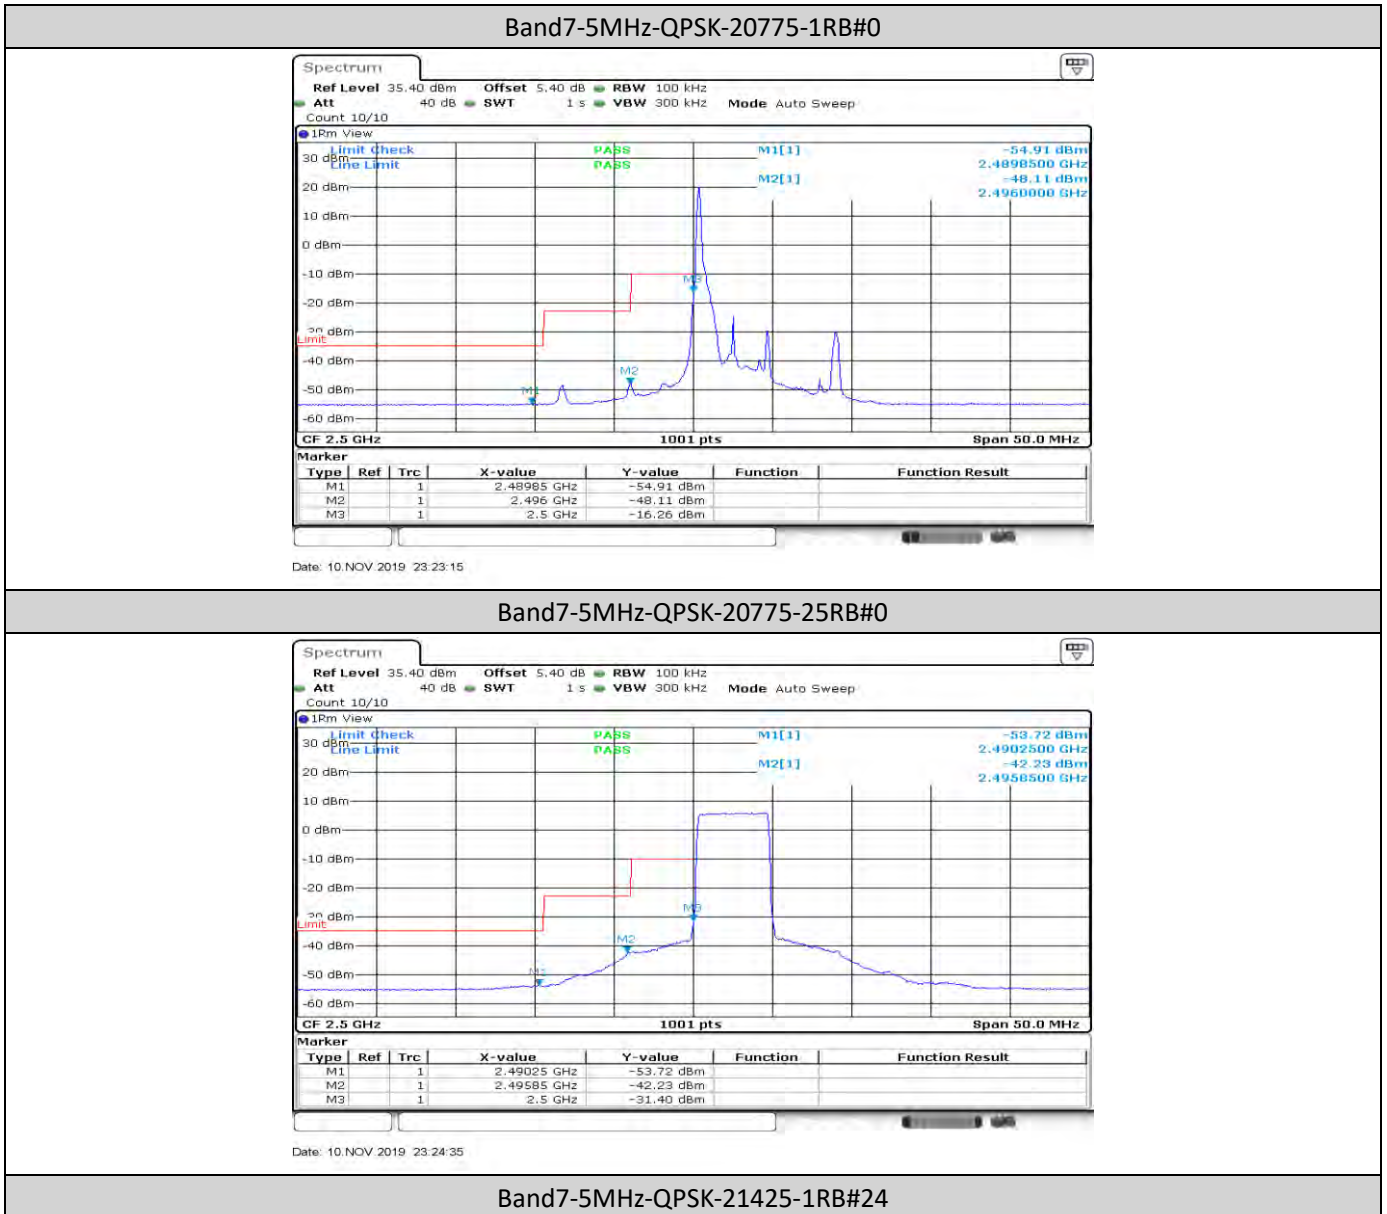 Band7-5MHz-QPSK-20775-1RB#0
Spectrum
Ref Level 35.40 dBm Offset 5.40 dB RBW 100 kHz
Att 40 dB SWT 1 s VBW 300 kHz Mode Auto Sweep
Count 10/10
1Rm View
Limit Check PASS M1[1] -54.91 dBm
30 dBm
Line Limit PASS 2.4898500 GHz
M2[1] -48.11 dBm
20 dBm
2.4960000 GHz
10 dBm
0 dBm
-10 dBm
M3
-20 dBm
Limit
-40 dBm
M2
-50 dBm
M1
-60 dBm
CF 2.5 GHz 1001 pts Span 50.0 MHz
Marker
Type Ref Trc X-value Y-value Function Function Result
M1 1 2.48985 GHz -54.91 dBm
M2 1 2.496 GHz -48.11 dBm
M3 1 2.5 GHz -16.26 dBm
Date: 10.NOV.2019 23:23:15
Band7-5MHz-QPSK-20775-25RB#0
Spectrum
Ref Level 35.40 dBm Offset 5.40 dB RBW 100 kHz
Att 40 dB SWT 1 s VBW 300 kHz Mode Auto Sweep
Count 10/10
1Rm View
Limit Check PASS M1[1] -53.72 dBm
30 dBm
Line Limit PASS 2.4902500 GHz
M2[1] -42.23 dBm
20 dBm
2.4958500 GHz
10 dBm
0 dBm
-10 dBm
-20 dBm
M3
Limit
-40 dBm
M2
-50 dBm
M1
-60 dBm
CF 2.5 GHz 1001 pts Span 50.0 MHz
Marker
Type Ref Trc X-value Y-value Function Function Result
M1 1 2.49025 GHz -53.72 dBm
M2 1 2.49585 GHz -42.23 dBm
M3 1 2.5 GHz -31.40 dBm
Date: 10.NOV.2019 23:24:35
Band7-5MHz-QPSK-21425-1RB#24